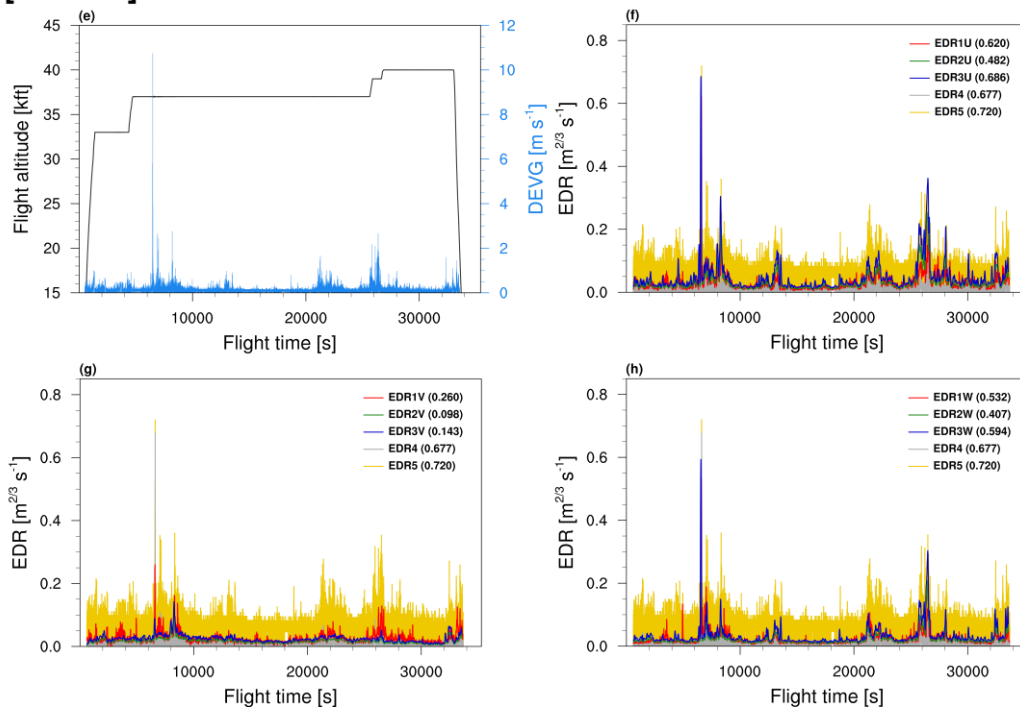 (e)
45
40
35
30
25
20
15
Flight altitude [kft]
12
10
8
6
4
2
0
DEVG [m s-1]
10000 20000 30000
Flight time [s]
(f)
0.8
0.6
0.4
0.2
0.0
EDR [m2/3 s-1]
EDR1U (0.620)
EDR2U (0.482)
EDR3U (0.686)
EDR4 (0.677)
EDR5 (0.720)
10000 20000 30000
Flight time [s]
(g)
0.8
0.6
0.4
0.2
0.0
EDR [m2/3 s-1]
EDR1V (0.260)
EDR2V (0.098)
EDR3V (0.143)
EDR4 (0.677)
EDR5 (0.720)
10000 20000 30000
Flight time [s]
(h)
0.8
0.6
0.4
0.2
0.0
EDR [m2/3 s-1]
EDR1W (0.532)
EDR2W (0.407)
EDR3W (0.594)
EDR4 (0.677)
EDR5 (0.720)
10000 20000 30000
Flight time [s]